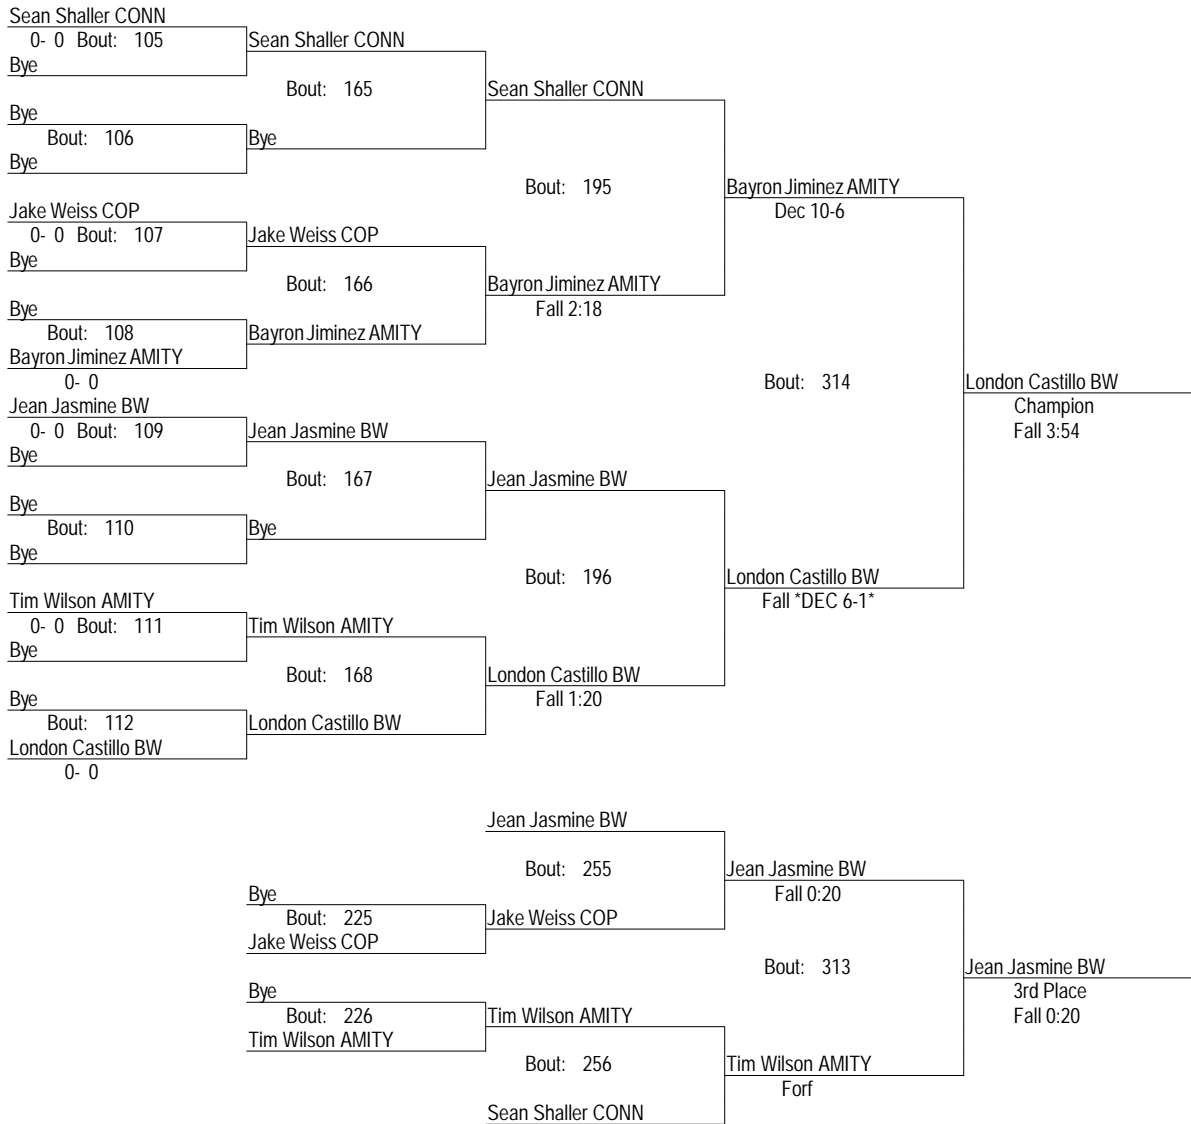 Sean Shaller CONN
0- 0 Bout: 105
Bye
Sean Shaller CONN
Bout: 165
Bye
Bout: 106
Bye
Bye
Sean Shaller CONN
Bout: 195
Jake Weiss COP
0- 0 Bout: 107
Bye
Jake Weiss COP
Bout: 166
Bye
Bout: 108
Bayron Jiminez AMITY
0- 0
Bayron Jiminez AMITY
Bayron Jiminez AMITY
Fall 2:18
Bayron Jiminez AMITY
Dec 10-6
Bout: 314
Jean Jasmine BW
0- 0 Bout: 109
Bye
Jean Jasmine BW
Bout: 167
Bye
Bout: 110
Bye
Bye
Jean Jasmine BW
Bout: 196
Tim Wilson AMITY
0- 0 Bout: 111
Bye
Tim Wilson AMITY
Bout: 168
Bye
Bout: 112
London Castillo BW
0- 0
London Castillo BW
London Castillo BW
Fall 1:20
London Castillo BW
Fall *DEC 6-1*
London Castillo BW
Champion
Fall 3:54
Jean Jasmine BW
Bout: 255
Bye
Bout: 225
Jake Weiss COP
Jake Weiss COP
Jean Jasmine BW
Fall 0:20
Bout: 313
Bye
Bout: 226
Tim Wilson AMITY
Tim Wilson AMITY
Bout: 256
Sean Shaller CONN
Tim Wilson AMITY
Forf
Jean Jasmine BW
3rd Place
Fall 0:20